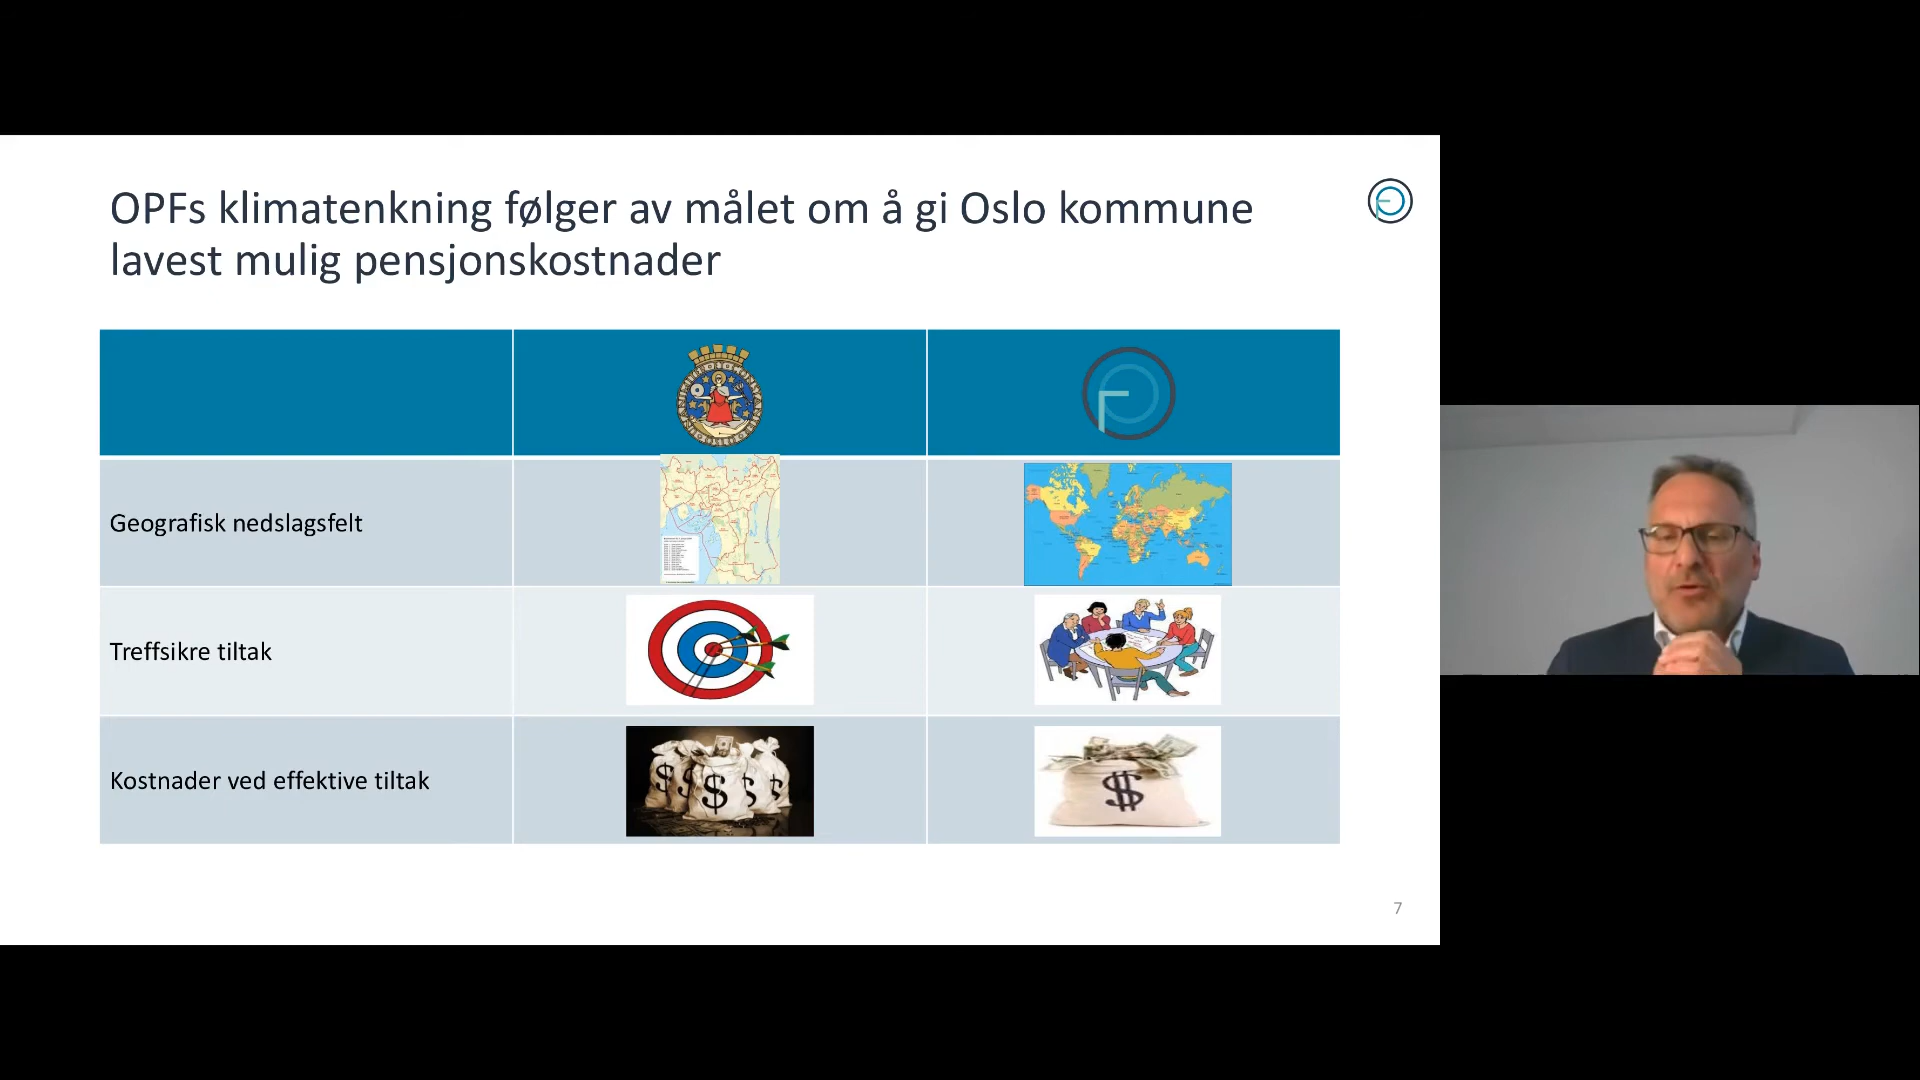 OPFs klimatenkning følger av målet om å gi Oslo kommune
lavest mulig pensjonskostnader
Geografisk nedslagsfelt
Treffsikre tiltak
Kostnader ved effektive tiltak
$ $ $ $ $
$
7